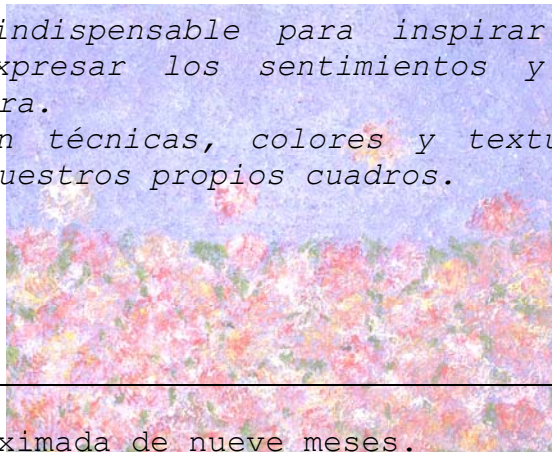 indispensable para inspirar
xpresar los sentimientos y
ra.
n técnicas, colores y textu
uestros propios cuadros.
ximada de nueve meses.